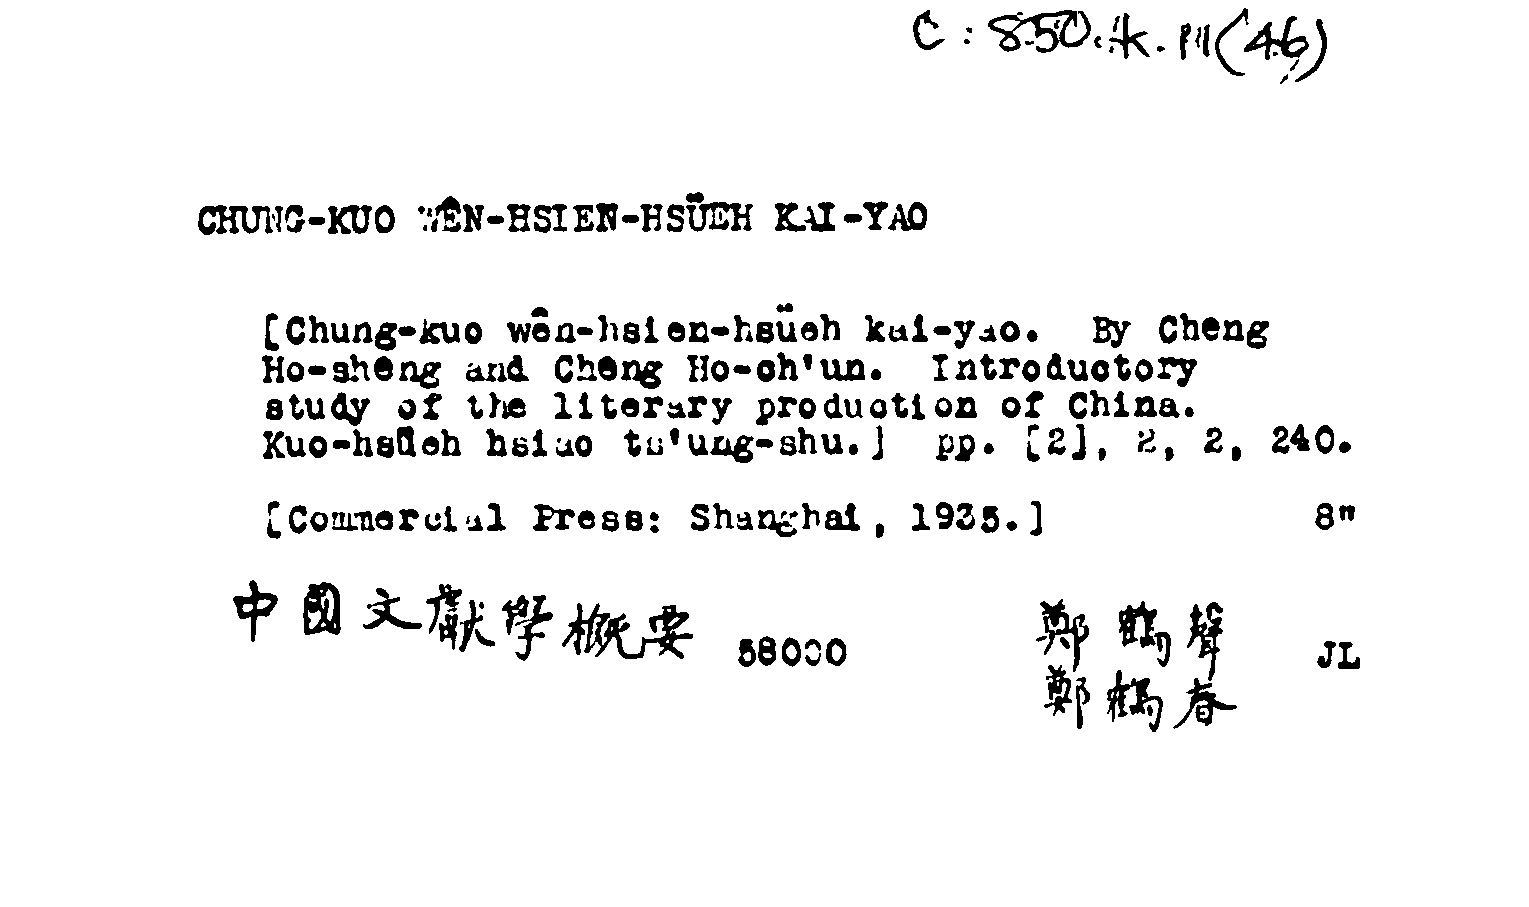 C : 850.k.111(46)
CHUNG-KUO WÊN-HSIEN-HSÜEH KAI-YAO
[Chung-kuo wên-hsien-hsüeh kai-yao. By Cheng
Ho-sheng and Cheng Ho-ch'un. Introductory
study of the literary production of China.
Kuo-hsüeh hsiao ts'ung-shu.] pp. [2], 2, 2, 240.
[Commercial Press: Shanghai, 1935.] 8"
中國文獻學概要 58000 鄭鶴聲 JL
鄭鶴春